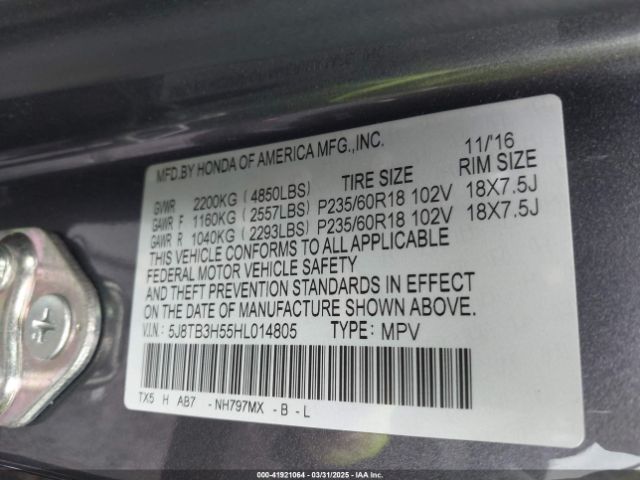 MFD.BY HONDA OF AMERICA MFG.,INC. 11/'16
TIRE SIZE RIM SIZE
GVWR 2200KG ( 4850LBS)
GAWR F 1160KG ( 2557LBS) P235/60R18 102V 18X7.5J
GAWR R 1040KG ( 2293LBS) P235/60R18 102V 18X7.5J
THIS VEHICLE CONFORMS TO ALL APPLICABLE
FEDERAL MOTOR VEHICLE SAFETY
AND THEFT PREVENTION STANDARDS IN EFFECT
ON THE DATE OF MANUFACTURE SHOWN ABOVE.
V.I.N.: 5J8TB3H55HL014805 TYPE: MPV
TX5 H AB7 -NH797MX -B -L
000-41921064 - 03/31/2025 - IAA Inc.